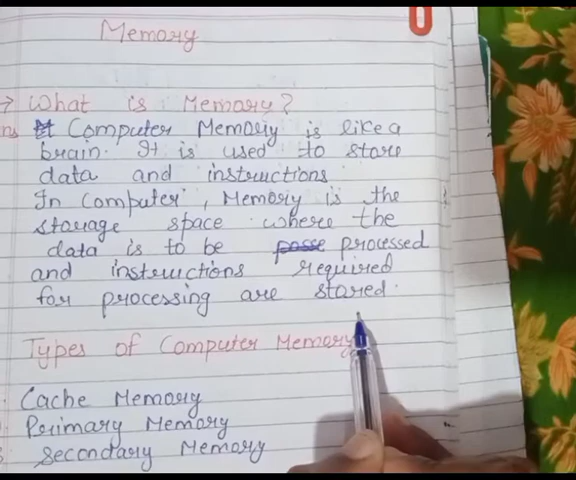 Memory
→ What is Memory?
Ans Computer Memory is like a
brain. It is used to store
data and instructions
In Computer, Memory is the
storage space where the
data is to be processed
and instructions required
for processing are stored.
Types of Computer Memory
Cache Memory
Primary Memory
Secondary Memory